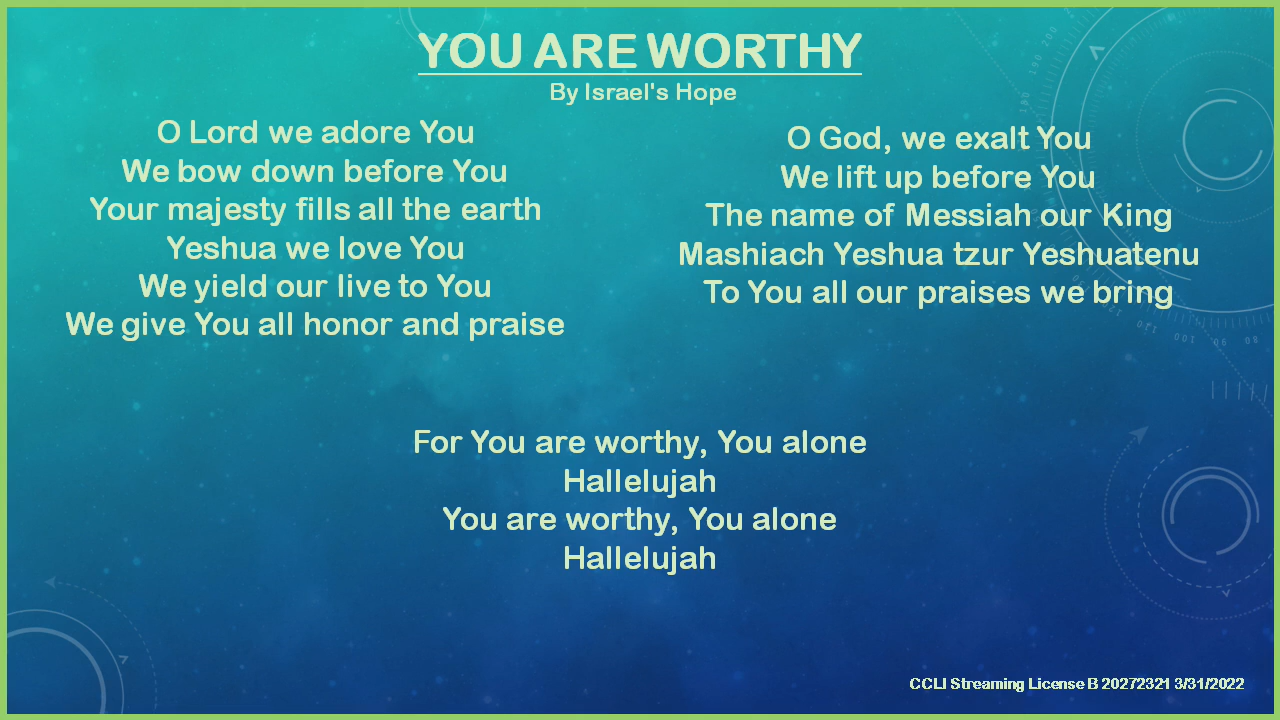 YOU ARE WORTHY
By Israel's Hope
O Lord we adore You
We bow down before You
Your majesty fills all the earth
Yeshua we love You
We yield our live to You
We give You all honor and praise
O God, we exalt You
We lift up before You
The name of Messiah our King
Mashiach Yeshua tzur Yeshuatenu
To You all our praises we bring
For You are worthy, You alone
Hallelujah
You are worthy, You alone
Hallelujah
CCLI Streaming License B 20272321 3/31/2022